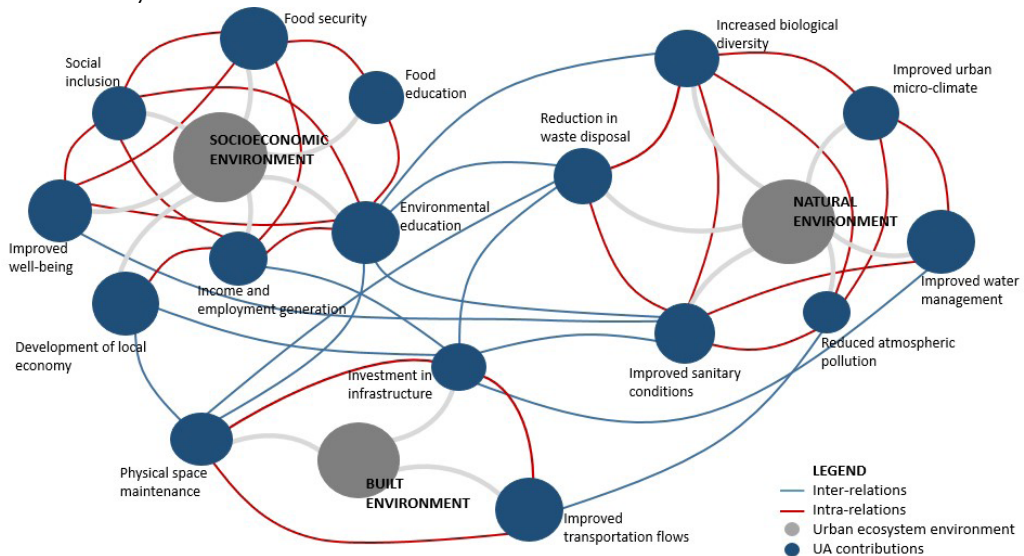 Food security
Social
inclusion
Food
education
SOCIOECONOMIC
ENVIRONMENT
Environmental
education
Improved
well-being
Income and
employment generation
Development of local
economy
Increased biological
diversity
Improved urban
micro-climate
Reduction in
waste disposal
NATURAL
ENVIRONMENT
Improved water
management
Reduced atmospheric
pollution
Improved sanitary
conditions
Investment in
infrastructure
Physical space
maintenance
BUILT
ENVIRONMENT
Improved
transportation flows
LEGEND
Inter-relations
Intra-relations
Urban ecosystem environment
UA contributions